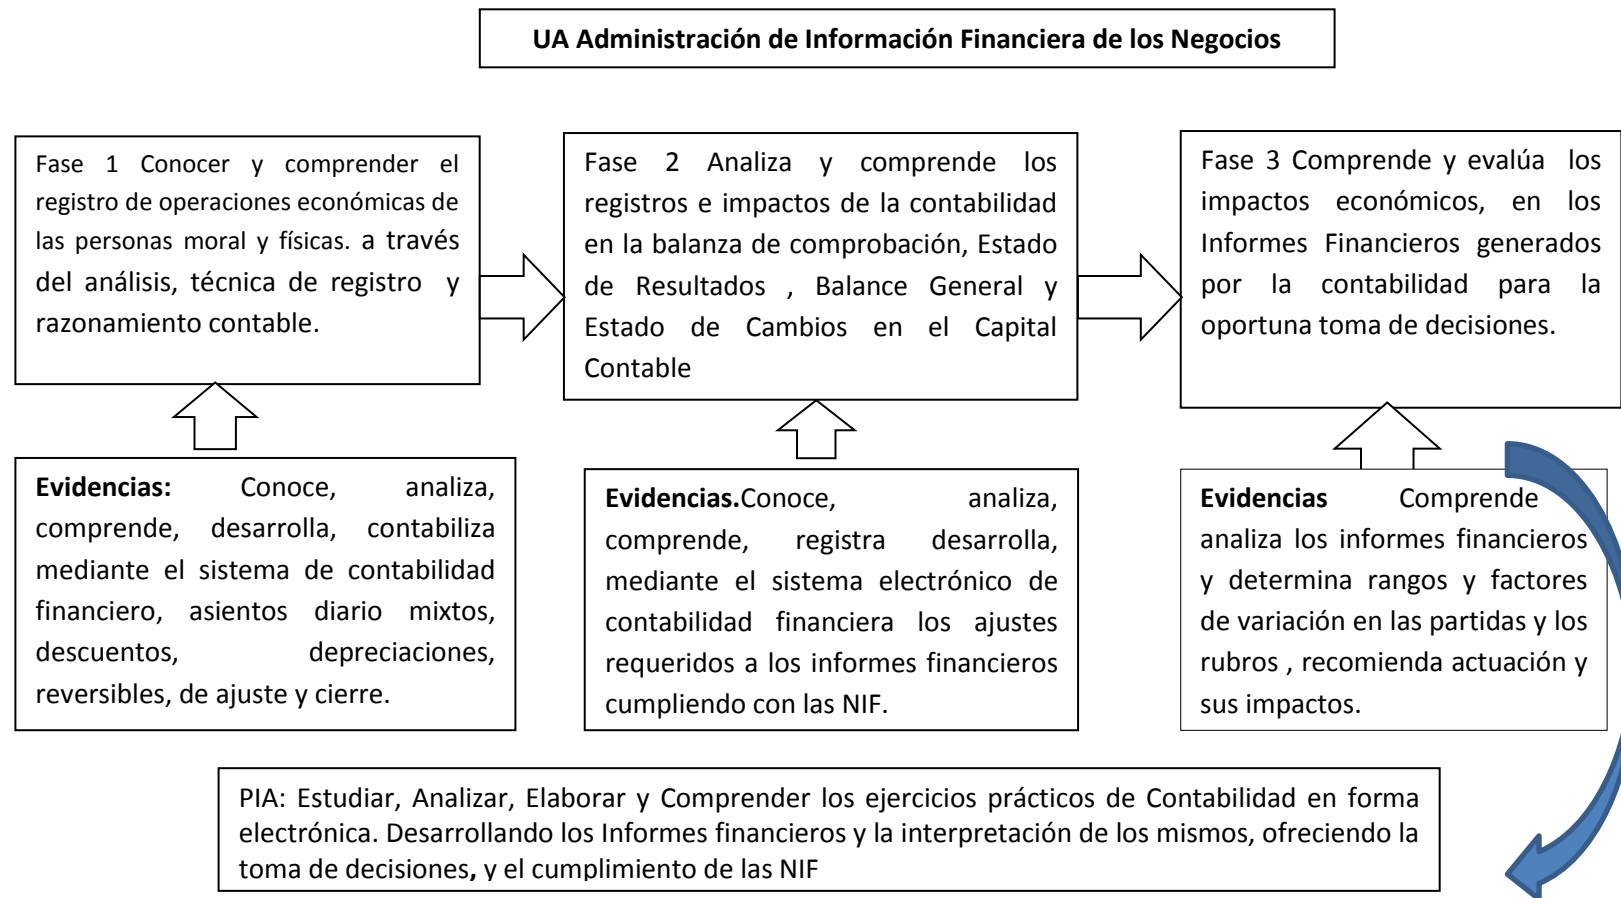 UA Administración de Información Financiera de los Negocios
Fase 1 Conocer y comprender el
registro de operaciones económicas de
las personas moral y físicas. a través
del análisis, técnica de registro y
razonamiento contable.
Fase 2 Analiza y comprende los
registros e impactos de la contabilidad
en la balanza de comprobación, Estado
de Resultados , Balance General y
Estado de Cambios en el Capital
Contable
Fase 3 Comprende y evalúa los
impactos económicos, en los
Informes Financieros generados
por la contabilidad para la
oportuna toma de decisiones.
Evidencias: Conoce, analiza,
comprende, desarrolla, contabiliza
mediante el sistema de contabilidad
financiero, asientos diario mixtos,
descuentos, depreciaciones,
reversibles, de ajuste y cierre.
Evidencias.Conoce, analiza,
comprende, registra desarrolla,
mediante el sistema electrónico de
contabilidad financiera los ajustes
requeridos a los informes financieros
cumpliendo con las NIF.
Evidencias Comprende
analiza los informes financieros
y determina rangos y factores
de variación en las partidas y los
rubros , recomienda actuación y
sus impactos.
PIA: Estudiar, Analizar, Elaborar y Comprender los ejercicios prácticos de Contabilidad en forma
electrónica. Desarrollando los Informes financieros y la interpretación de los mismos, ofreciendo la
toma de decisiones, y el cumplimiento de las NIF